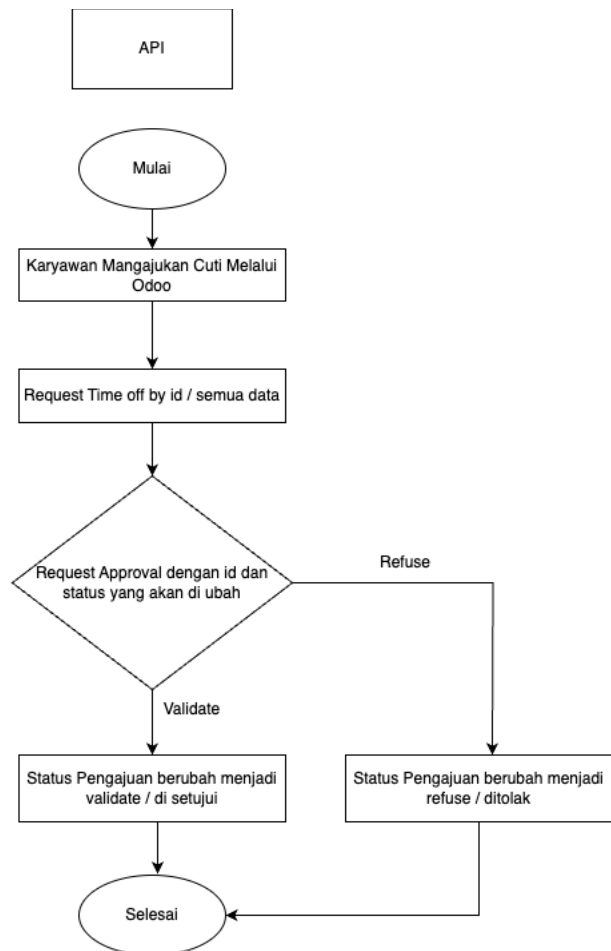 API
Mulai
Karyawan Mangajukan Cuti Melalui
Odoo
Request Time off by id / semua data
Request Approval dengan id dan
status yang akan di ubah
Refuse
Validate
Status Pengajuan berubah menjadi
validate / di setujui
Status Pengajuan berubah menjadi
refuse / ditolak
Selesai